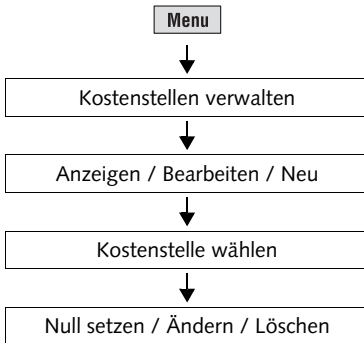 Menu
Kostenstellen verwalten
Anzeigen / Bearbeiten / Neu
Kostenstelle wählen
Null setzen / Ändern / Löschen